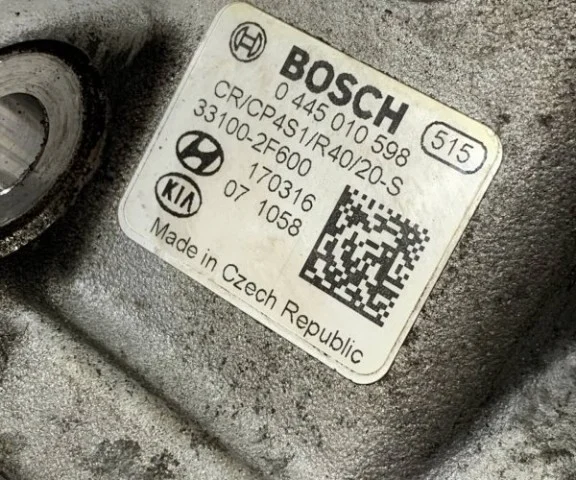 BOSCH
0 445 010 598
515
CR/CP4S1/R40/20-S
33100-2F600
170316
KIA
07 1058
Made in Czech Republic